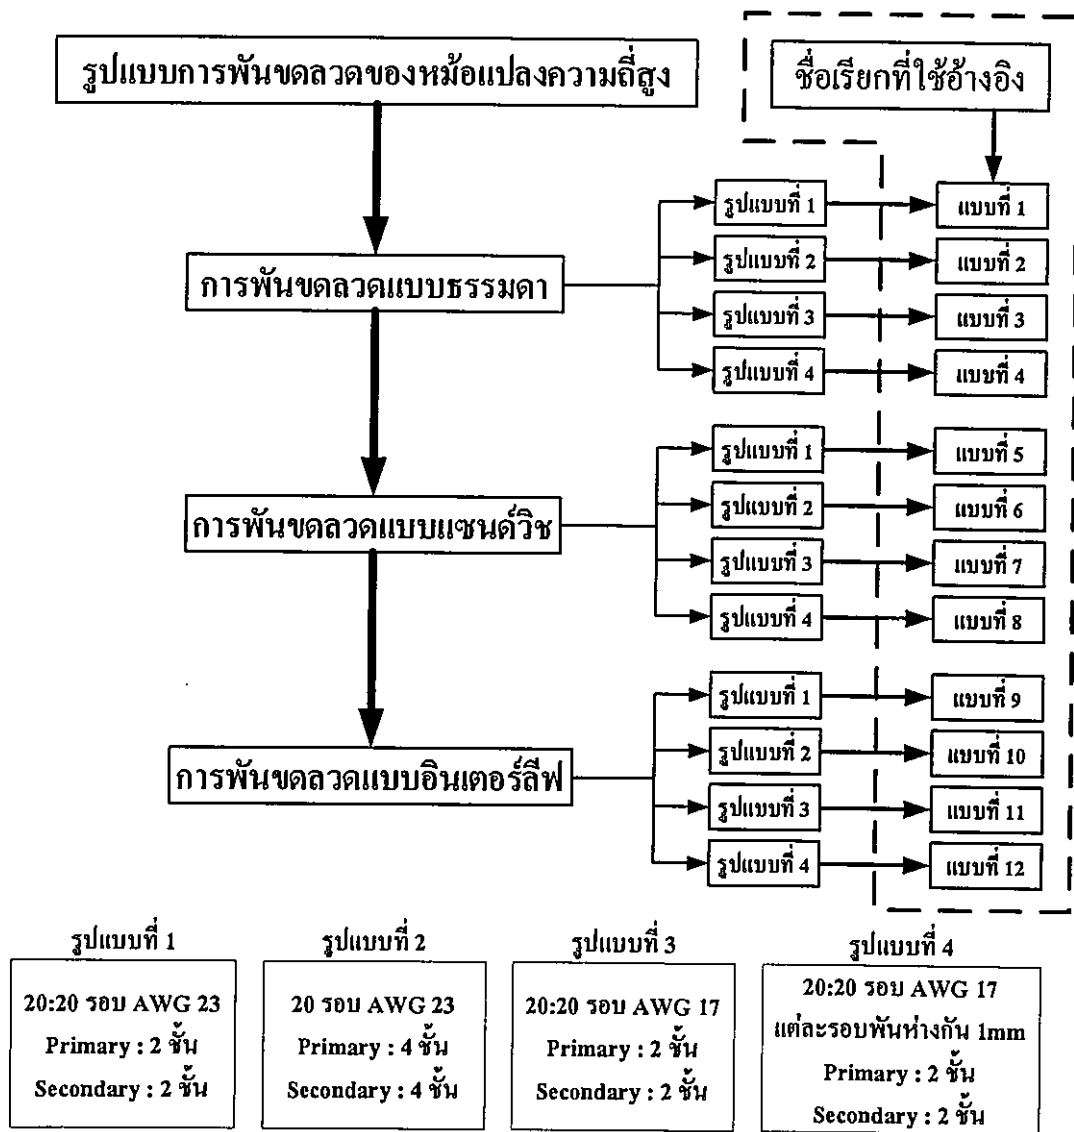 รูปแบบการพันขดลวดของหม้อแปลงความถี่สูง
ชื่อเรียกที่ใช้อ้างอิง
การพันขดลวดแบบธรรมดา
รูปแบบที่ 1
แบบที่ 1
รูปแบบที่ 2
แบบที่ 2
รูปแบบที่ 3
แบบที่ 3
รูปแบบที่ 4
แบบที่ 4
การพันขดลวดแบบแซนด์วิช
รูปแบบที่ 1
แบบที่ 5
รูปแบบที่ 2
แบบที่ 6
รูปแบบที่ 3
แบบที่ 7
รูปแบบที่ 4
แบบที่ 8
การพันขดลวดแบบอินเตอร์ลีฟ
รูปแบบที่ 1
แบบที่ 9
รูปแบบที่ 2
แบบที่ 10
รูปแบบที่ 3
แบบที่ 11
รูปแบบที่ 4
แบบที่ 12
รูปแบบที่ 1
20:20 รอบ AWG 23
Primary : 2 ชั้น
Secondary : 2 ชั้น
รูปแบบที่ 2
20 รอบ AWG 23
Primary : 4 ชั้น
Secondary : 4 ชั้น
รูปแบบที่ 3
20:20 รอบ AWG 17
Primary : 2 ชั้น
Secondary : 2 ชั้น
รูปแบบที่ 4
20:20 รอบ AWG 17
แต่ละรอบพันห่างกัน 1mm
Primary : 2 ชั้น
Secondary : 2 ชั้น